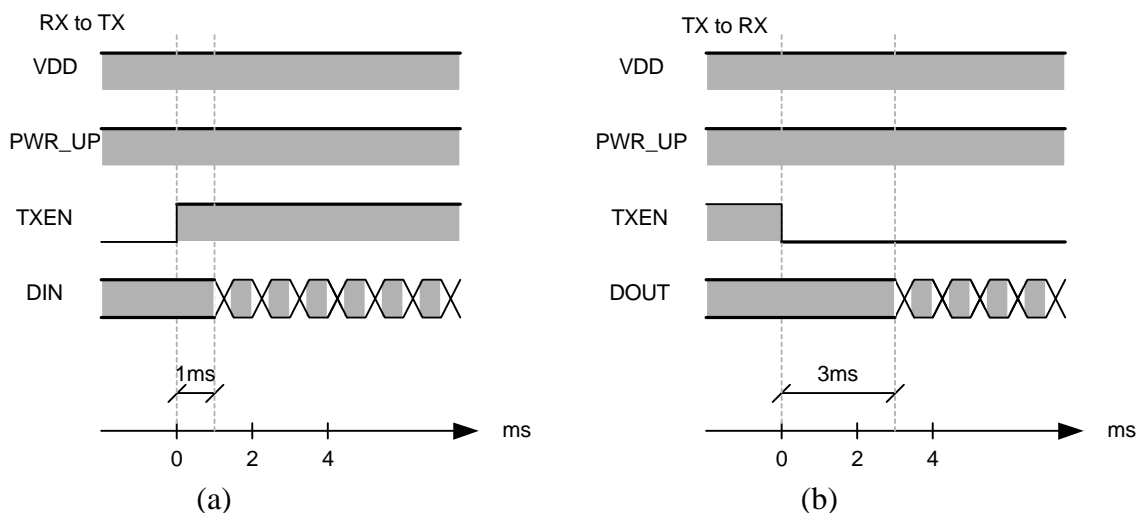 RX to TX
VDD
PWR_UP
TXEN
DIN
1ms
ms
0 2 4
(a)
TX to RX
VDD
PWR_UP
TXEN
DOUT
3ms
ms
0 2 4
(b)